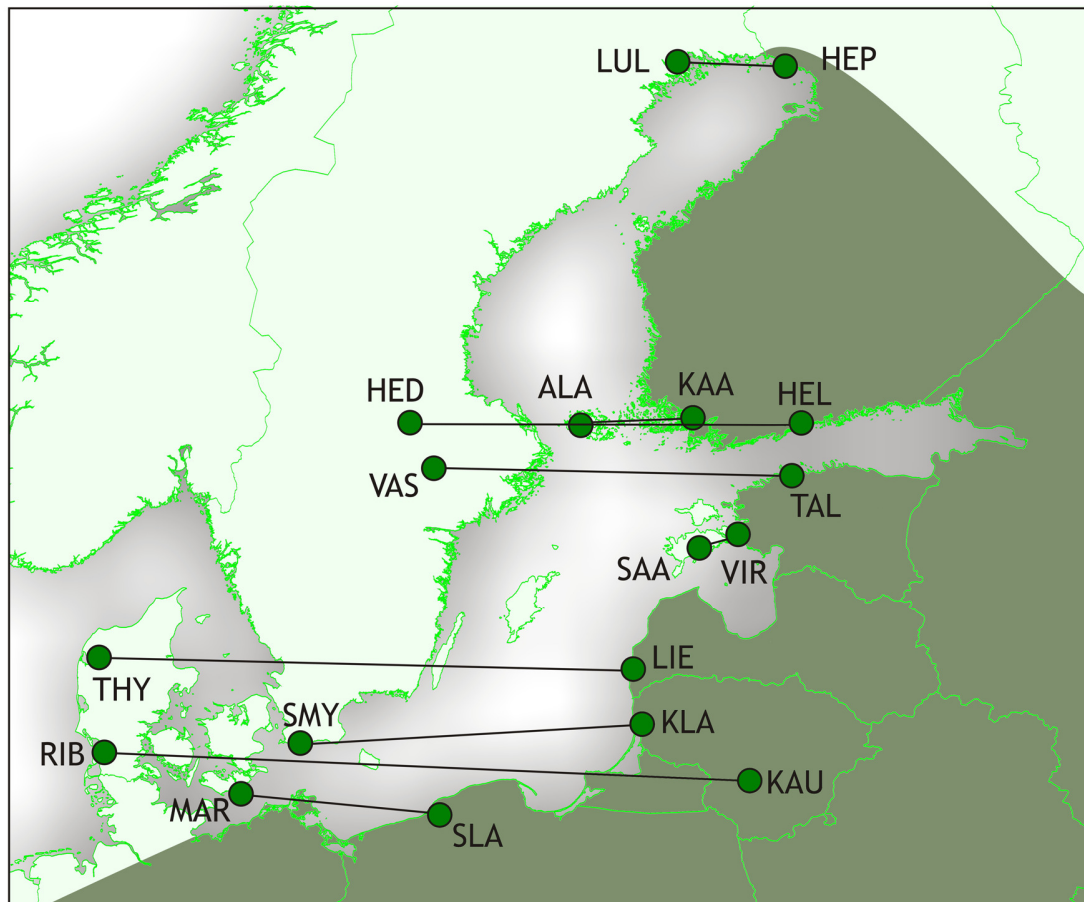 LUL
HEP
HED
ALA
KAA
HEL
VAS
TAL
SAA
VIR
LIE
THY
SMY
KLA
RIB
KAU
MAR
SLA